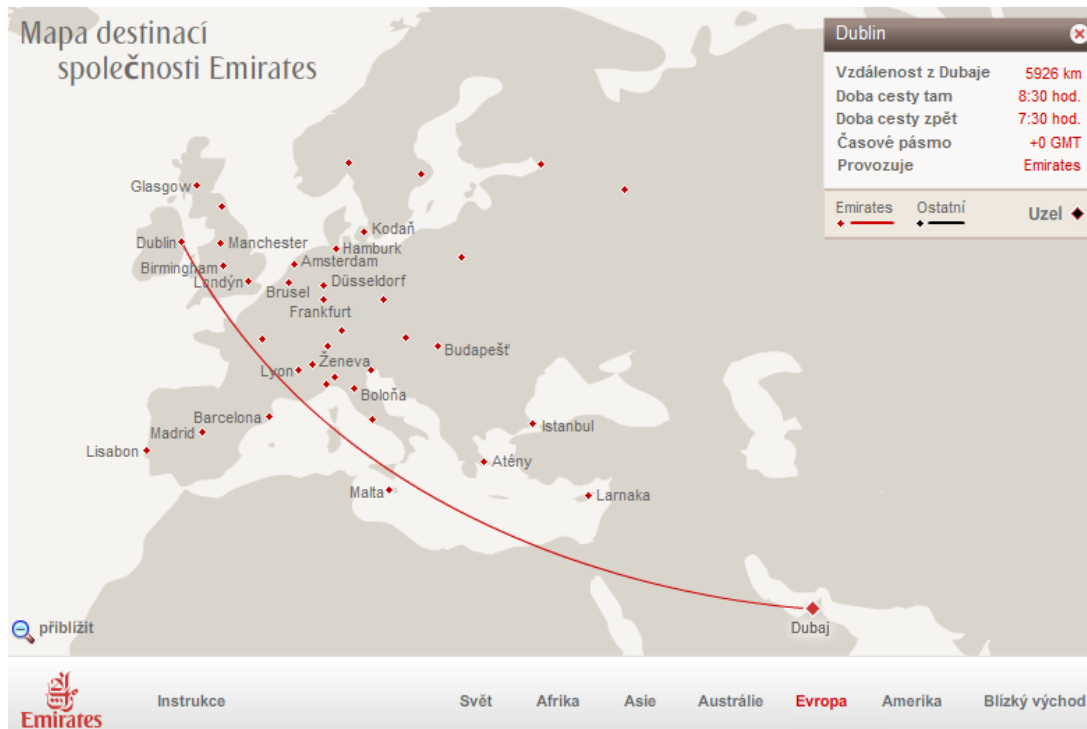 Mapa destinací
společnosti Emirates
Dublin
Vzdálenost z Dubaje 5926 km
Doba cesty tam 8:30 hod.
Doba cesty zpět 7:30 hod.
Časové pásmo +0 GMT
Provozuje Emirates
Emirates Ostatní Uzel
Glasgow
Kodaň
Dublin
Manchester
Hamburk
Birmingham
Amsterdam
Londýn
Brusel
Düsseldorf
Frankfurt
Budapešť
Ženeva
Lyon
Boloňa
Barcelona
Madrid
Istanbul
Lisabon
Atény
Malta
Larnaka
Dubaj
přiblížit
Emirates
Instrukce Svět Afrika Asie Austrálie Evropa Amerika Blízký východ